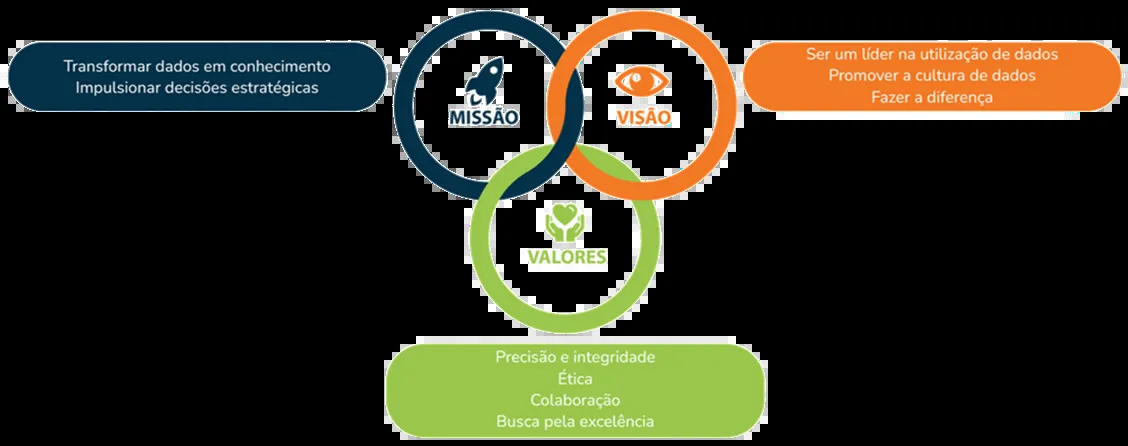 Transformar dados em conhecimento
Impulsionar decisões estratégicas
MISSÃO
VISÃO
Ser um líder na utilização de dados
Promover a cultura de dados
Fazer a diferença
VALORES
Precisão e integridade
Ética
Colaboração
Busca pela excelência